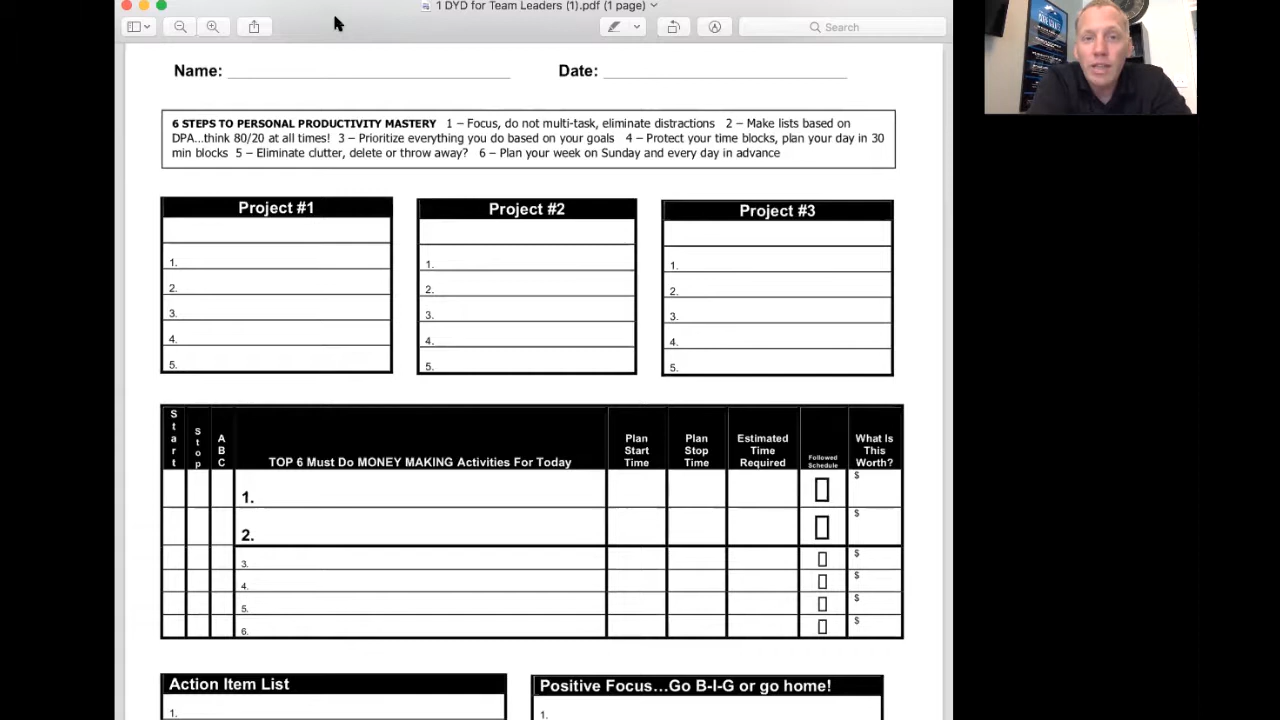 1 DYD for Team Leaders (1).pdf (1 page)
Search
Name:
Date:
6 STEPS TO PERSONAL PRODUCTIVITY MASTERY 1 – Focus, do not multi-task, eliminate distractions 2 – Make lists based on
DPA…think 80/20 at all times! 3 – Prioritize everything you do based on your goals 4 – Protect your time blocks, plan your day in 30
min blocks 5 – Eliminate clutter, delete or throw away? 6 – Plan your week on Sunday and every day in advance
Project #1
1.
2.
3.
4.
5.
Project #2
1.
2.
3.
4.
5.
Project #3
1.
2.
3.
4.
5.
Start
Stop
ABC
TOP 6 Must Do MONEY MAKING Activities For Today
Plan
Start
Time
Plan
Stop
Time
Estimated
Time
Required
Followed
Schedule
What Is
This
Worth?
1.
$
2.
$
3.
$
4.
$
5.
$
6.
$
Action Item List
1.
Positive Focus…Go B-I-G or go home!
1.